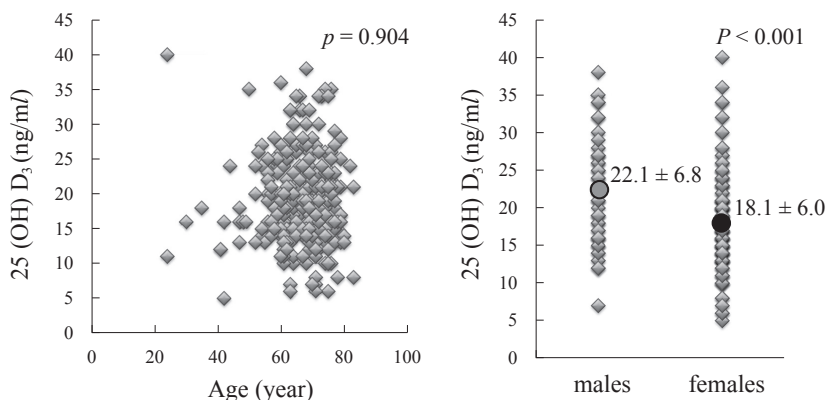 p = 0.904
45
40
35
30
25
20
15
10
5
0
25 (OH) D₃ (ng/ml)
0 20 40 60 80 100
Age (year)
P < 0.001
45
40
35
30
25
20
15
10
5
0
25 (OH) D₃ (ng/ml)
22.1 ± 6.8
18.1 ± 6.0
males females